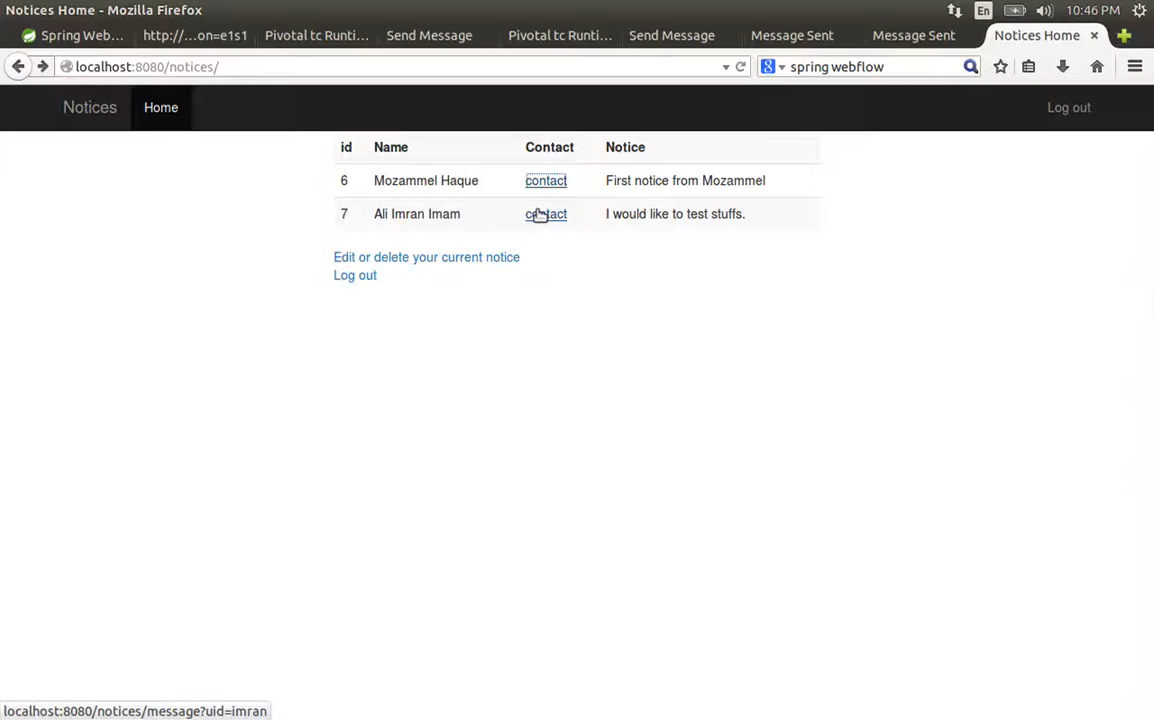 Notices Home - Mozilla Firefox
En
10:46 PM
Spring Web...
http://...on=e1s1
Pivotal tc Runti...
Send Message
Pivotal tc Runti...
Send Message
Message Sent
Message Sent
Notices Home
localhost:8080/notices/
spring webflow
Notices Home Log out
id Name Contact Notice
6 Mozammel Haque contact First notice from Mozammel
7 Ali Imran Imam contact I would like to test stuffs.
Edit or delete your current notice
Log out
localhost:8080/notices/message?uid=imran